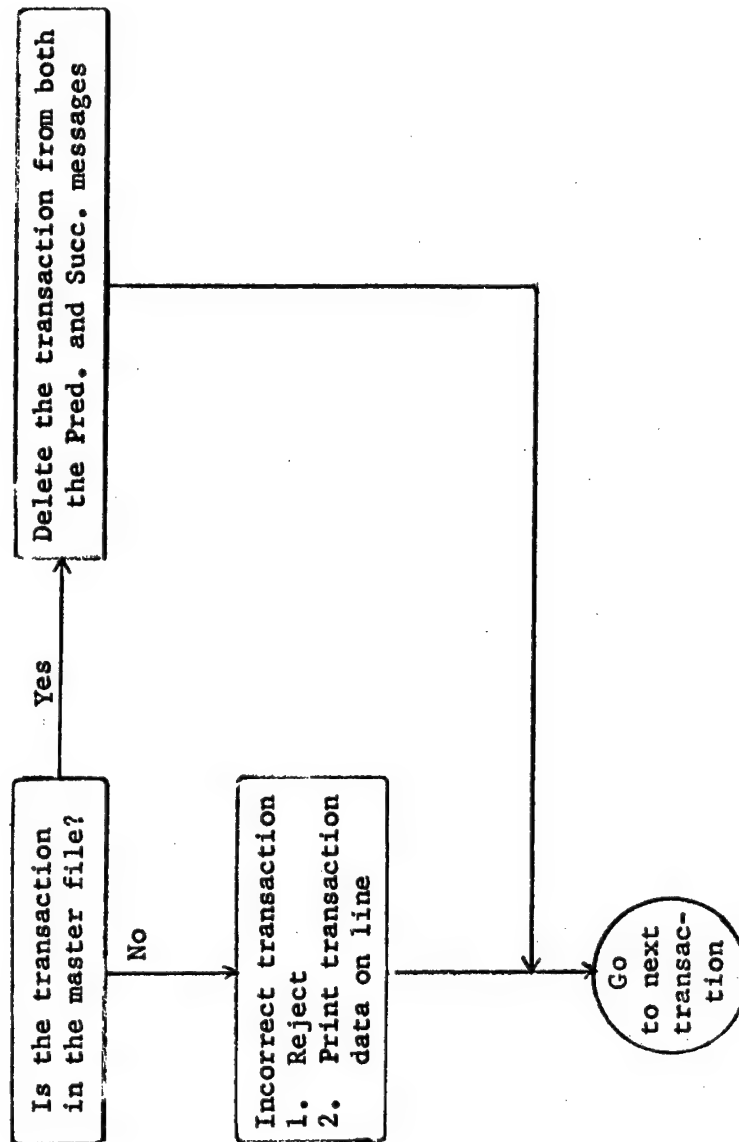 Is the transaction
in the master file?
Yes
Delete the transaction from both
the Pred. and Succ. messages
No
Incorrect transaction
1. Reject
2. Print transaction
data on line
Go
to next
transac-
tion